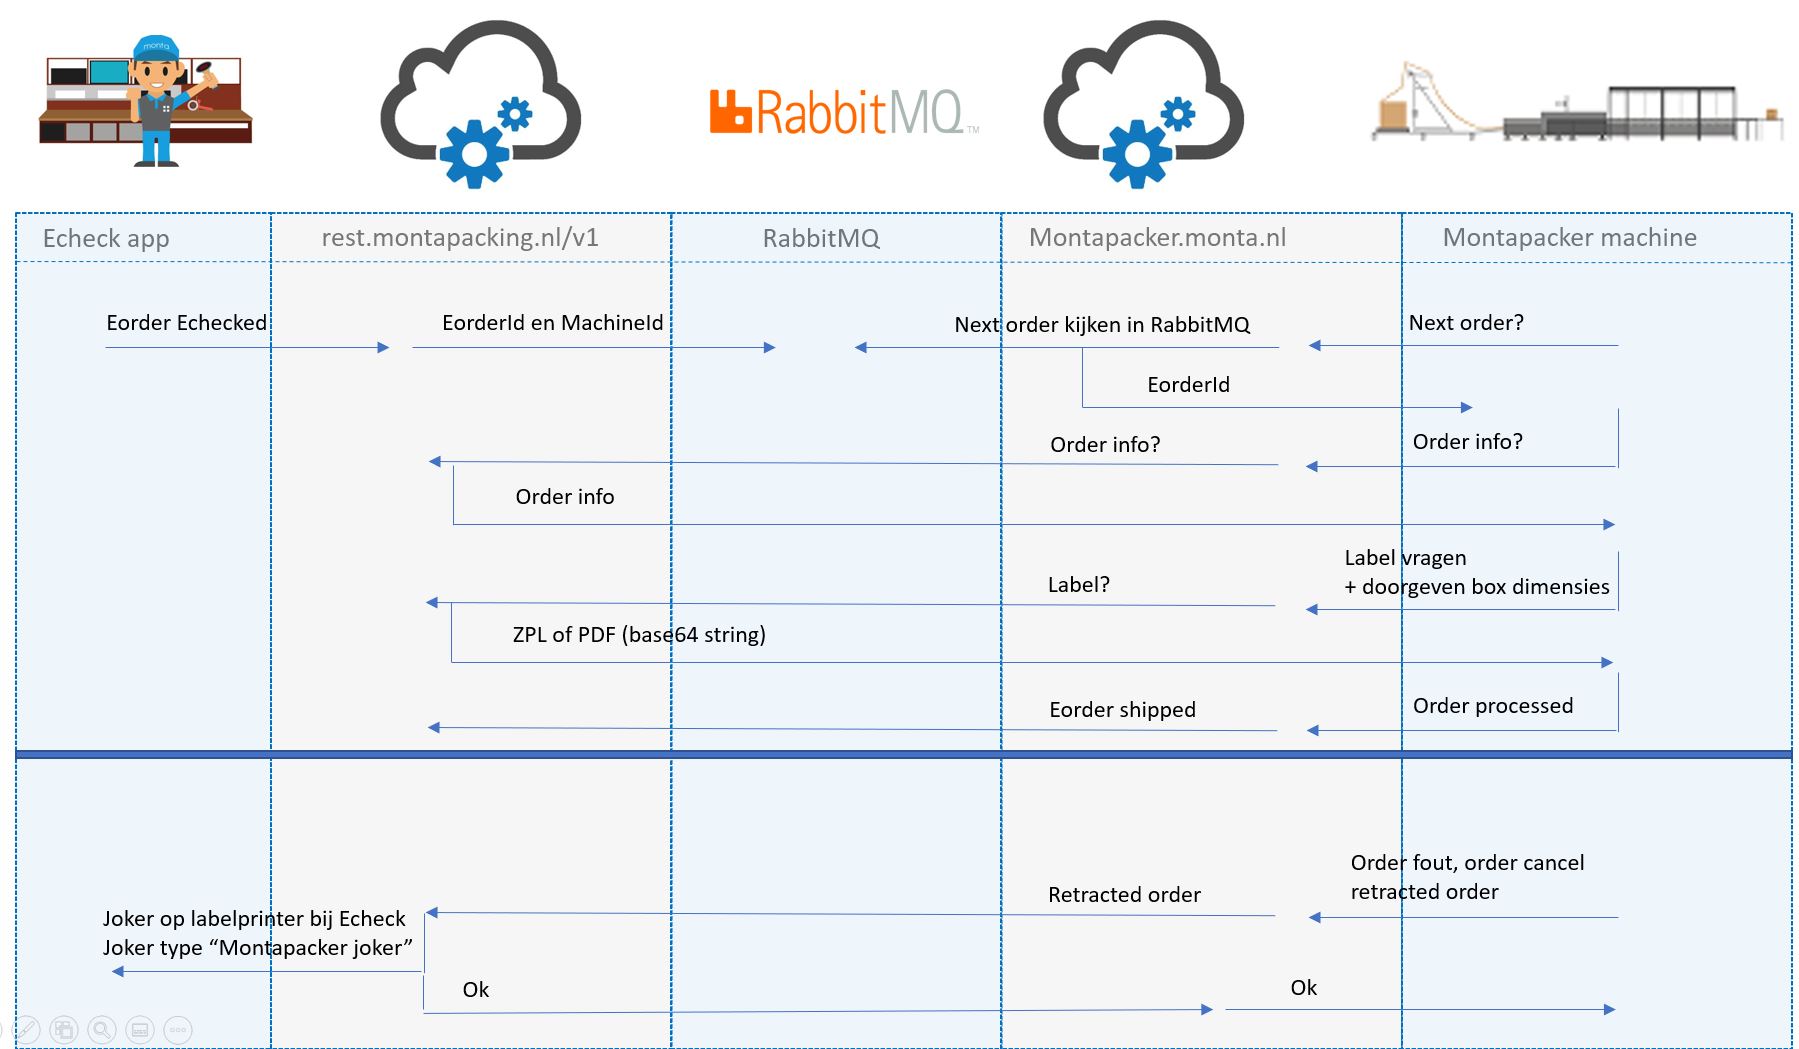 monta
RabbitMQ™
Echeck app
rest.montapacking.nl/v1
RabbitMQ
Montapacker.monta.nl
Montapacker machine
Eorder Echecked
EorderId en MachineId
Next order kijken in RabbitMQ
Next order?
EorderId
Order info?
Order info?
Order info
Label vragen
+ doorgeven box dimensies
Label?
ZPL of PDF (base64 string)
Order processed
Eorder shipped
Order fout, order cancel
retracted order
Retracted order
Joker op labelprinter bij Echeck
Joker type “Montapacker joker”
Ok
Ok